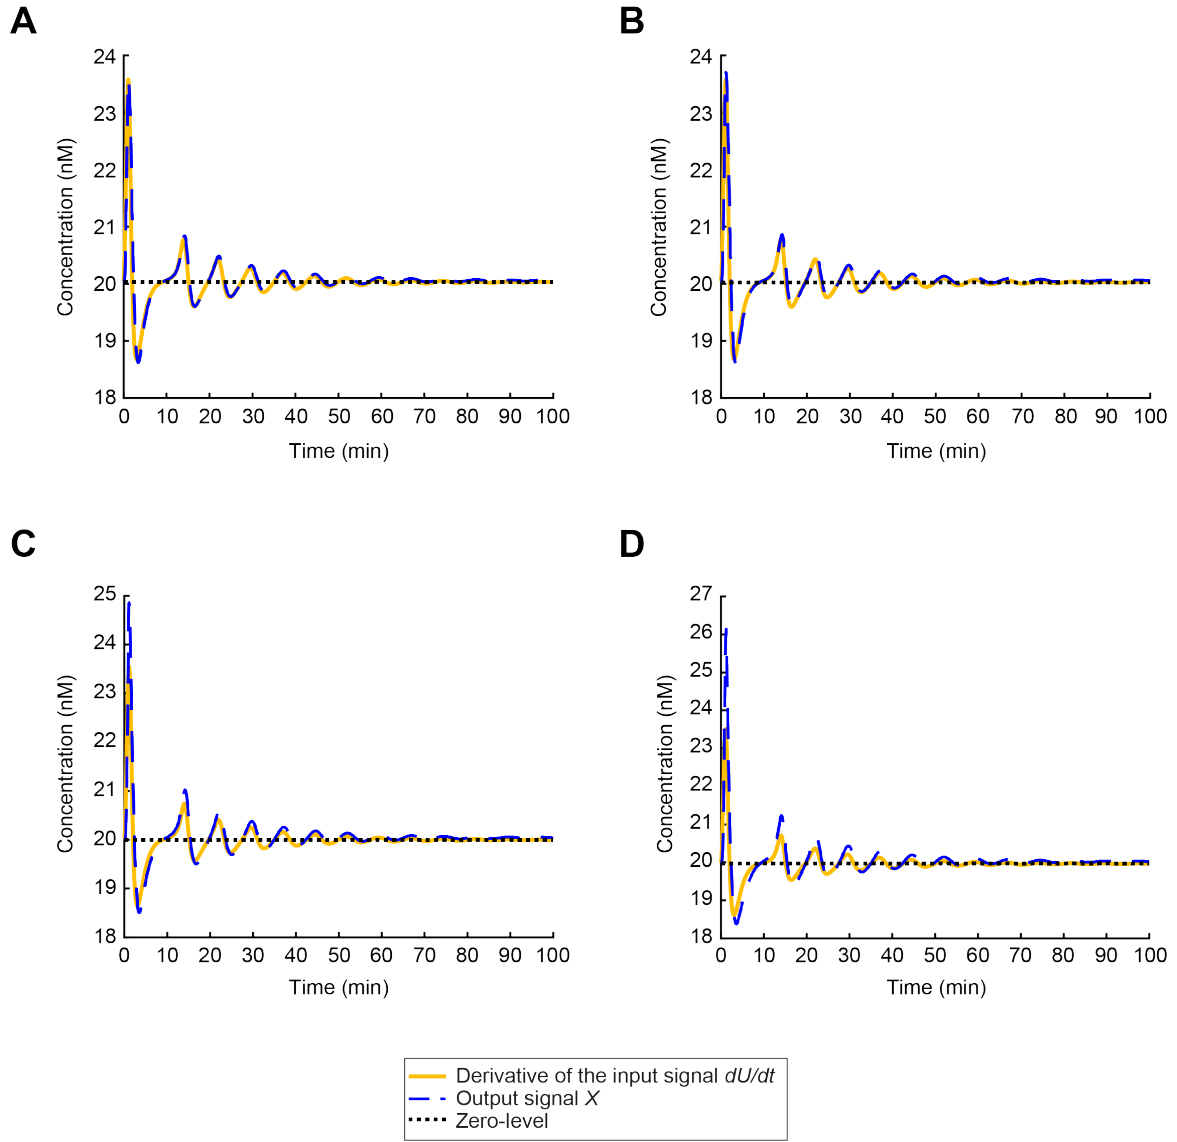 A
B
24
23
22
21
20
19
18
Concentration (nM)
0 10 20 30 40 50 60 70 80 90 100
Time (min)
24
23
22
21
20
19
18
Concentration (nM)
0 10 20 30 40 50 60 70 80 90 100
Time (min)
C
D
25
24
23
22
21
20
19
18
Concentration (nM)
0 10 20 30 40 50 60 70 80 90 100
Time (min)
27
26
25
24
23
22
21
20
19
18
Concentration (nM)
0 10 20 30 40 50 60 70 80 90 100
Time (min)
Derivative of the input signal dU/dt
Output signal X
Zero-level